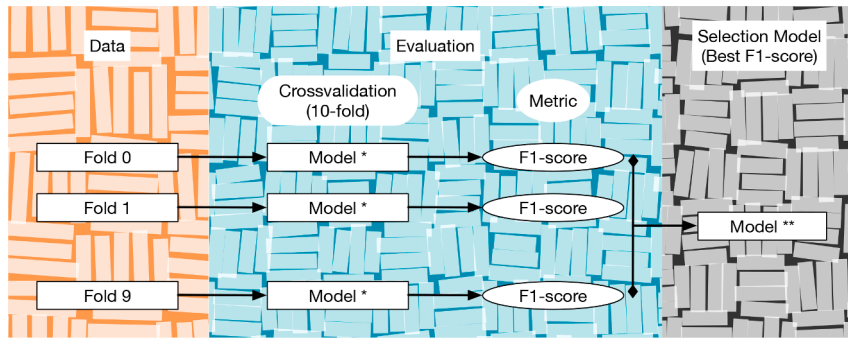 Data
Evaluation
Selection Model
(Best F1-score)
Crossvalidation
(10-fold)
Metric
Fold 0
Model *
F1-score
Fold 1
Model *
F1-score
Model **
Fold 9
Model *
F1-score